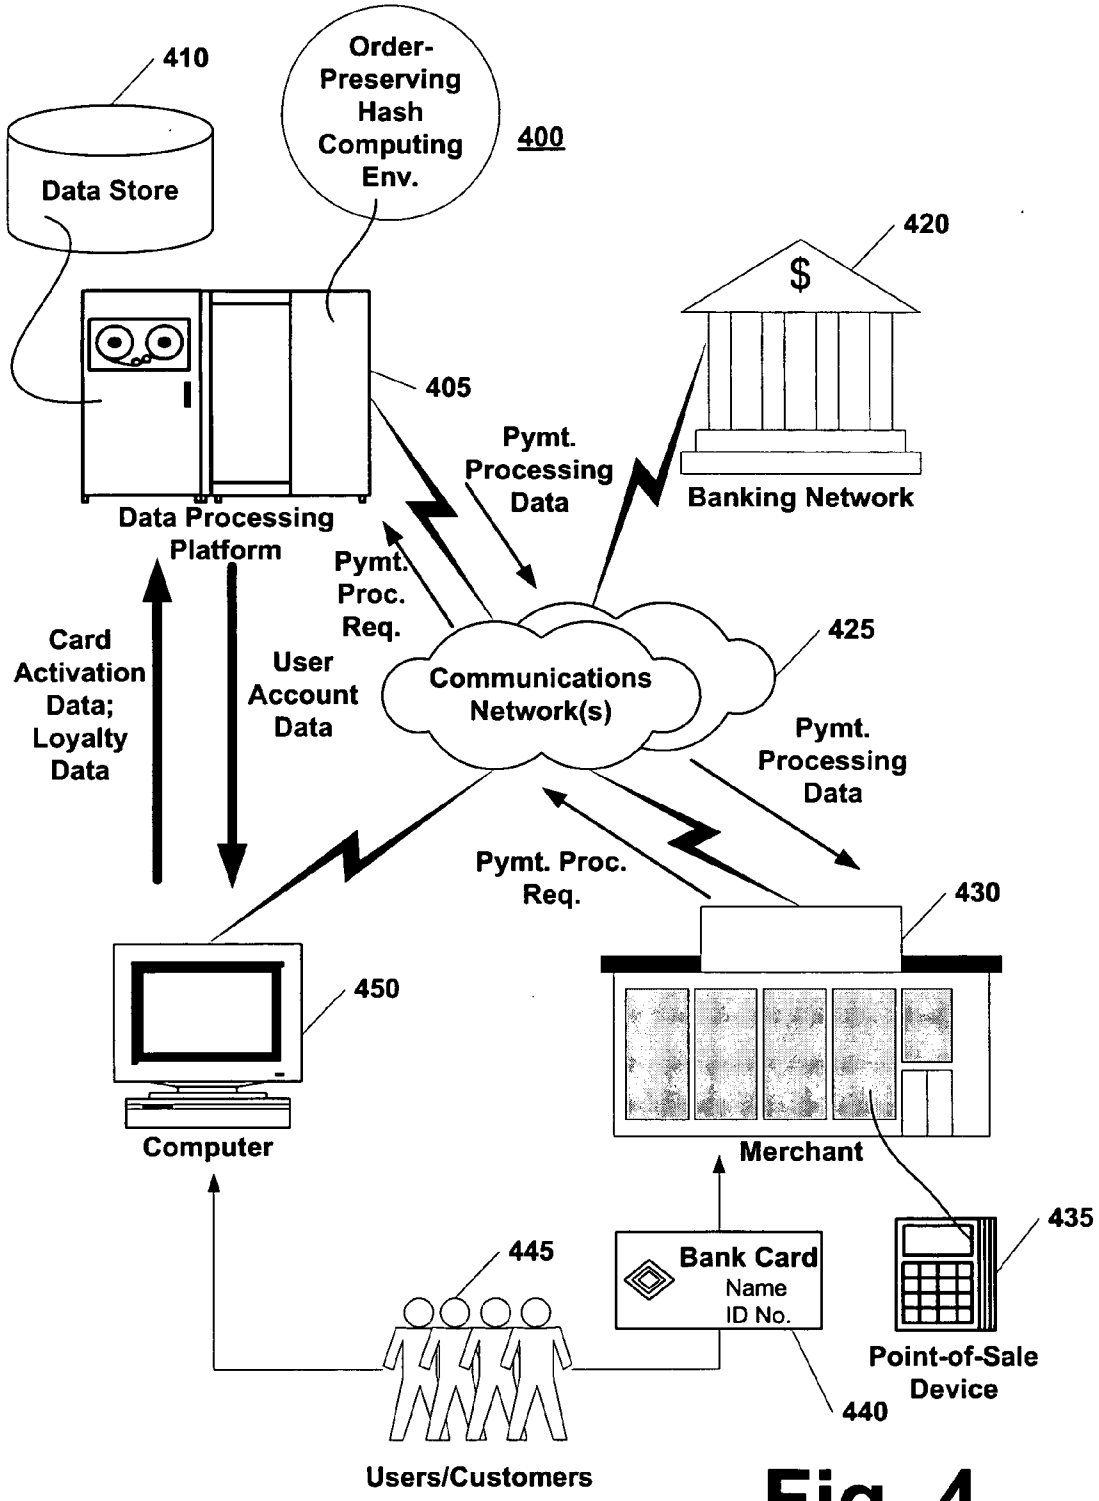 410
Order-
Preserving
Hash
Computing
Env.
400
Data Store
420
$
405
Pymt.
Processing
Data
Banking Network
Data Processing
Platform
Pymt.
Proc.
Req.
425
Card
Activation
Data;
Loyalty
Data
User
Account
Data
Communications
Network(s)
Pymt.
Processing
Data
Pymt. Proc.
Req.
430
450
Computer
Merchant
435
445
Bank Card
Name
ID No.
Point-of-Sale
Device
440
Users/Customers
Fig. 4